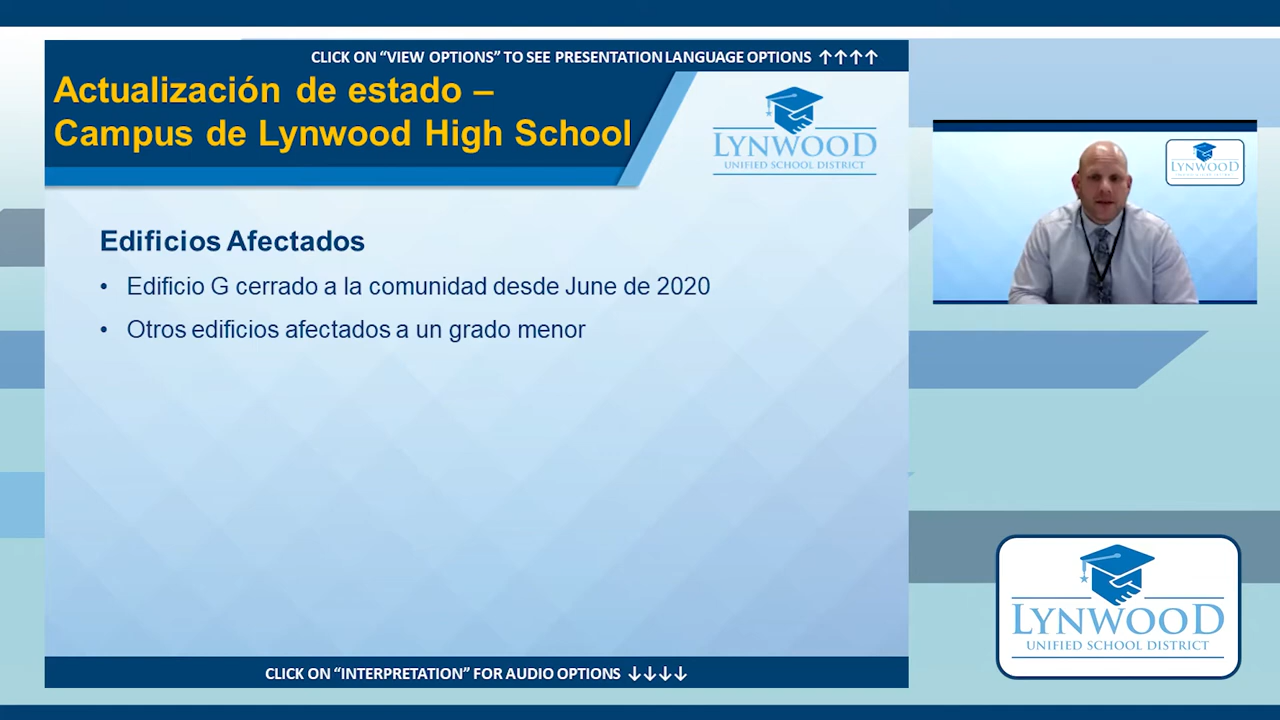 CLICK ON “VIEW OPTIONS” TO SEE PRESENTATION LANGUAGE OPTIONS ↑↑↑↑
Actualización de estado –
Campus de Lynwood High School
LYNWOOD
UNIFIED SCHOOL DISTRICT
LYNWOOD
Edificios Afectados
• Edificio G cerrado a la comunidad desde June de 2020
• Otros edificios afectados a un grado menor
LYNWOOD
UNIFIED SCHOOL DISTRICT
CLICK ON “INTERPRETATION” FOR AUDIO OPTIONS ↓↓↓↓